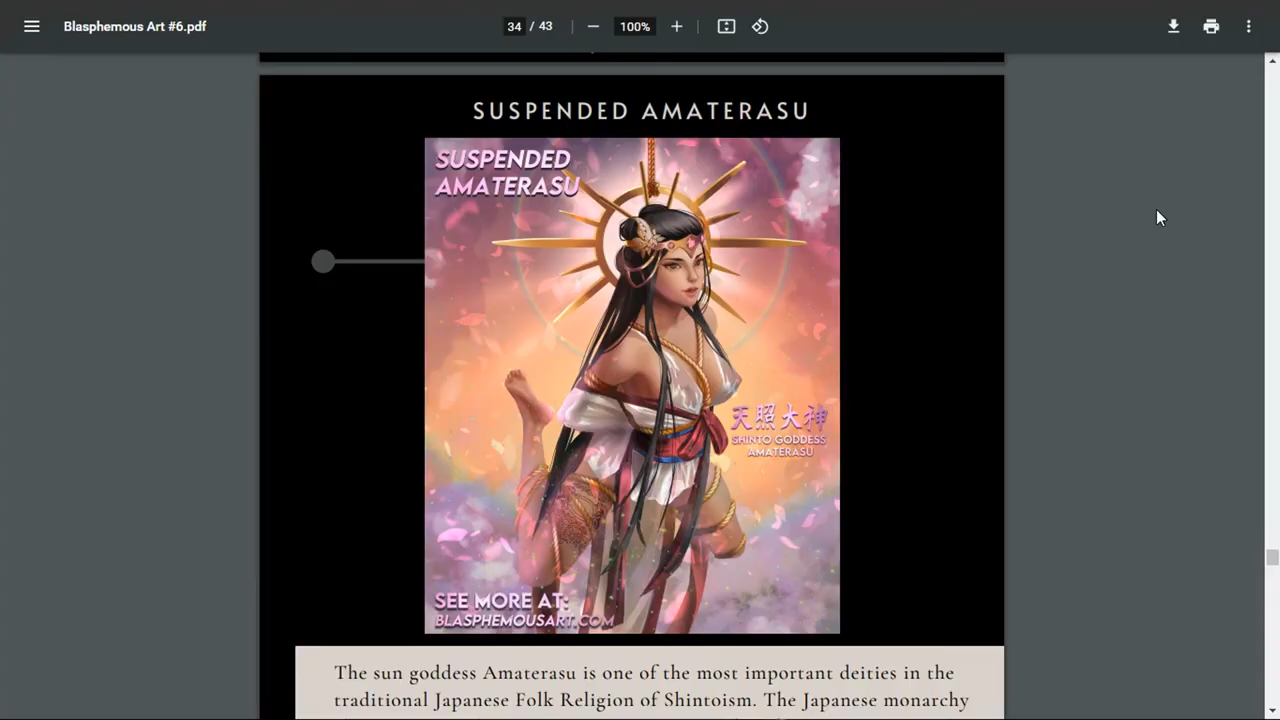 Blasphemous Art #6.pdf
34 / 43
100%
SUSPENDED AMATERASU
SUSPENDED
AMATERASU
天照大神
SHINTO GODDESS
AMATERASU
SEE MORE AT:
BLASPHEMOUSART.COM
The sun goddess Amaterasu is one of the most important deities in the
traditional Japanese Folk Religion of Shintoism. The Japanese monarchy